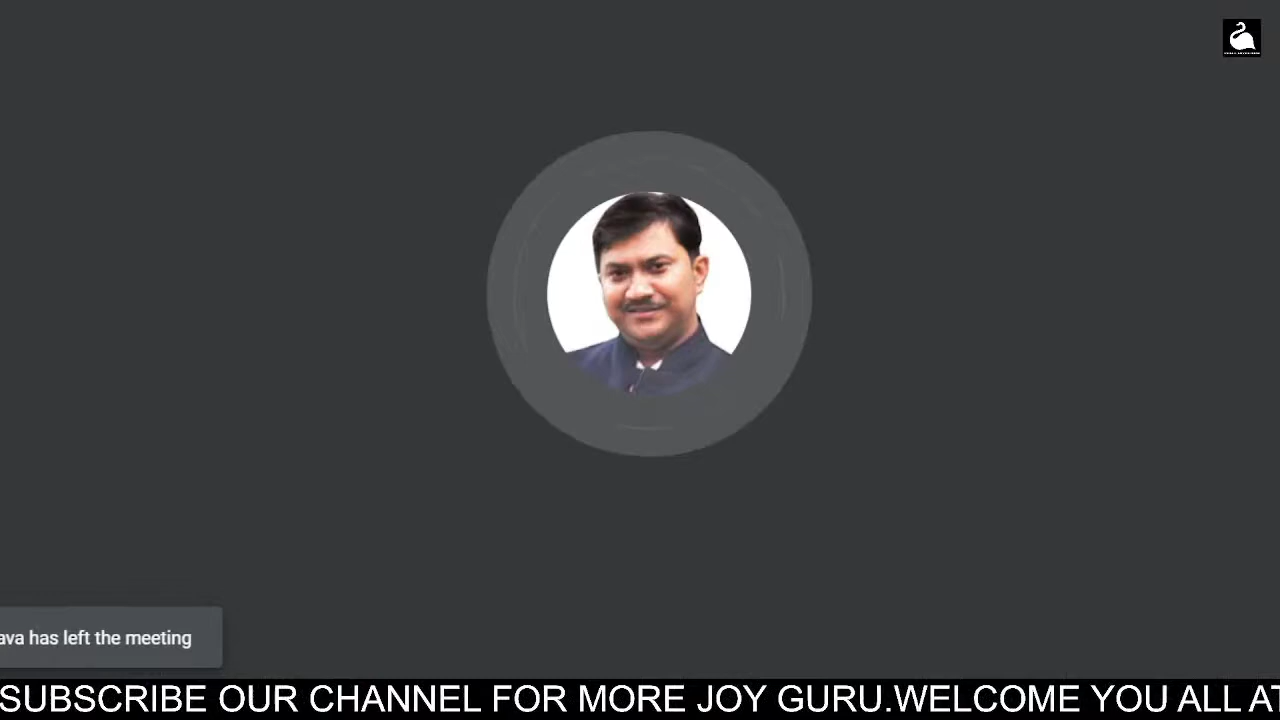 ava has left the meeting
SUBSCRIBE OUR CHANNEL FOR MORE JOY GURU.WELCOME YOU ALL AT